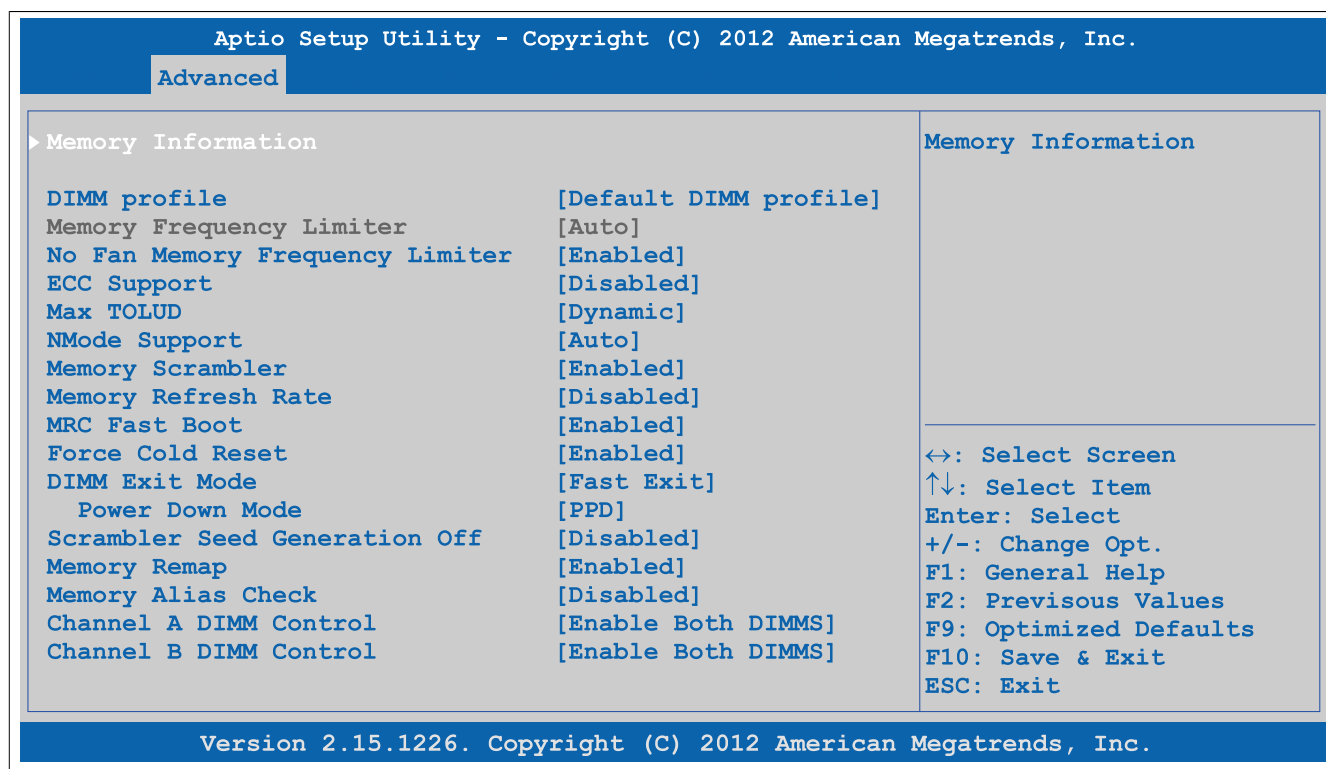 Aptio Setup Utility - Copyright (C) 2012 American Megatrends, Inc.
Advanced
Memory Information
DIMM profile [Default DIMM profile]
Memory Frequency Limiter [Auto]
No Fan Memory Frequency Limiter [Enabled]
ECC Support [Disabled]
Max TOLUD [Dynamic]
NMode Support [Auto]
Memory Scrambler [Enabled]
Memory Refresh Rate [Disabled]
MRC Fast Boot [Enabled]
Force Cold Reset [Enabled]
DIMM Exit Mode [Fast Exit]
Power Down Mode [PPD]
Scrambler Seed Generation Off [Disabled]
Memory Remap [Enabled]
Memory Alias Check [Disabled]
Channel A DIMM Control [Enable Both DIMMS]
Channel B DIMM Control [Enable Both DIMMS]
Memory Information
↔: Select Screen
↑↓: Select Item
Enter: Select
+/-: Change Opt.
F1: General Help
F2: Previsous Values
F9: Optimized Defaults
F10: Save & Exit
ESC: Exit
Version 2.15.1226. Copyright (C) 2012 American Megatrends, Inc.